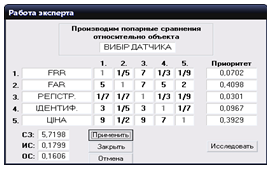 Работа эксперта
Производим попарные сравнения
относительно объекта
ВИБІР ДАТЧИКА
1. 2. 3. 4. 5. Приоритет
1. FRR 1 1/5 7 1/3 1/9 0,0702
2. FAR 5 1 7 5 2 0,4098
3. РЕГІСТР. 1/7 1/7 1 1/3 1/9 0,0301
4. ІДЕНТИФ. 3 1/5 3 1 1/7 0,0967
5. ЦІНА 9 1/2 9 7 1 0,3929
СЗ: 5,7198 Применить
ИС: 0,1799 Закрыть Исследовать
ОС: 0,1606 Отмена